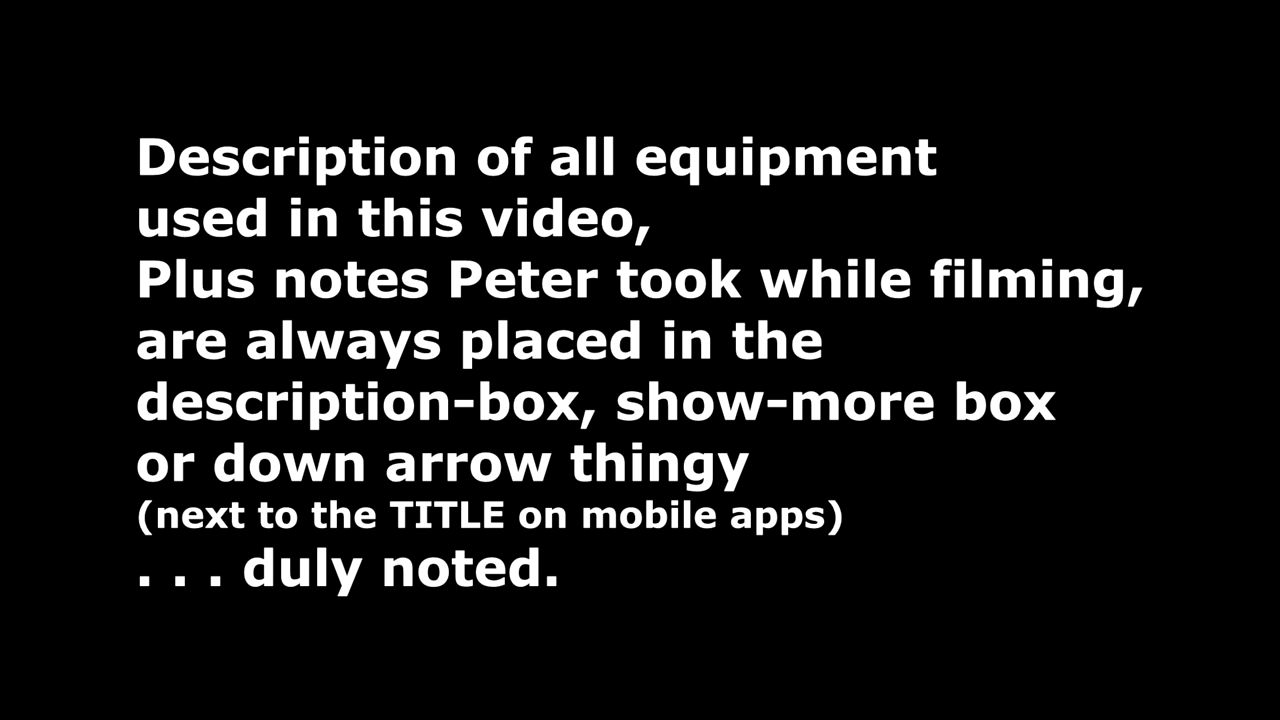 Description of all equipment
used in this video,
Plus notes Peter took while filming,
are always placed in the
description-box, show-more box
or down arrow thingy
(next to the TITLE on mobile apps)
. . . duly noted.